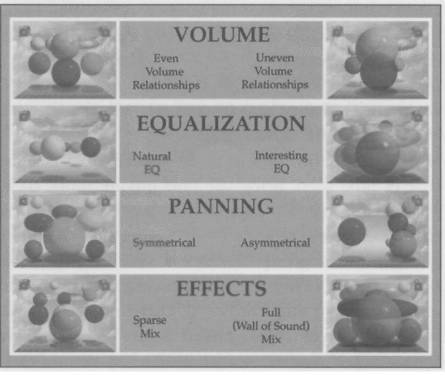 VOLUME
Even
Volume
Relationships
Uneven
Volume
Relationships
EQUALIZATION
Natural
EQ
Interesting
EQ
PANNING
Symmetrical
Asymmetrical
EFFECTS
Sparse
Mix
Full
(Wall of Sound)
Mix